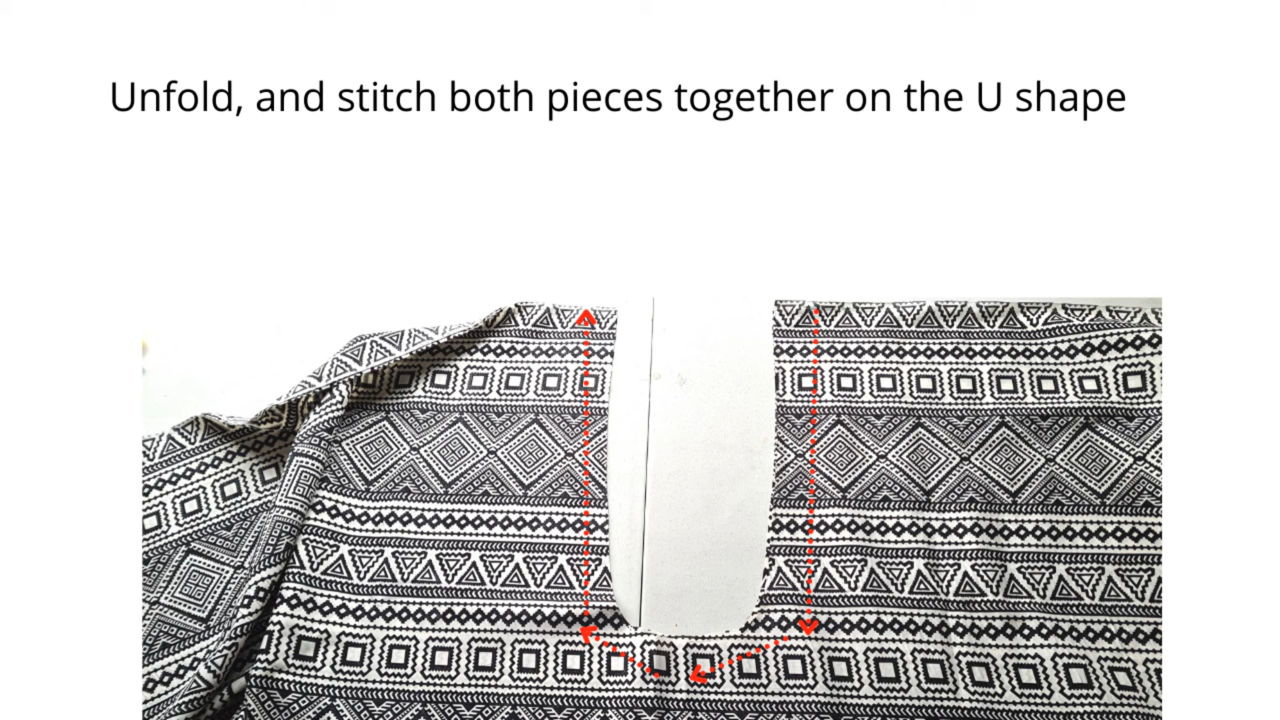 Unfold, and stitch both pieces together on the U shape